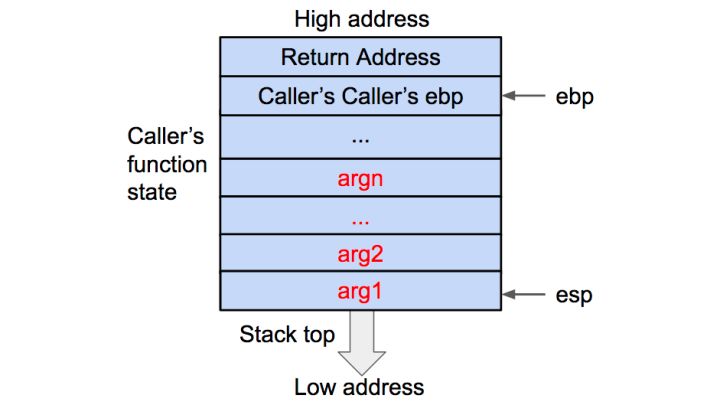 High address
Return Address
Caller's Caller's ebp
ebp
...
Caller's
function
state
argn
...
arg2
arg1
esp
Stack top
Low address